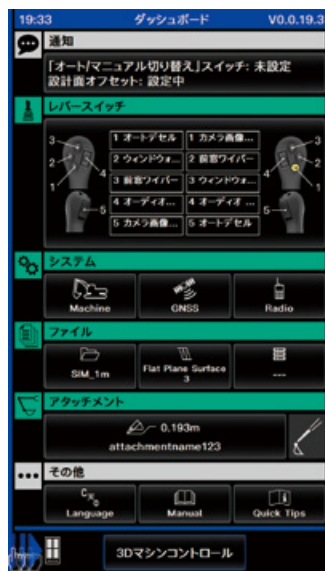 19:33 ダッシュボード V0.0.19.3
通知
「オート/マニュアル切り替え」スイッチ: 未設定
設計面オフセット: 設定中
レバースイッチ
3 1 オートデセル 1 カメラ画像... 3
2 2 ウィンドウォ... 2 前窓ワイパー 2
4 3 前窓ワイパー 3 ウィンドウォ... 4
1 4 オーディオ ... 4 オーディオ ... 1
5 5 カメラ画像... 5 オートデセル 5
システム
Machine GNSS Radio
ファイル
SIM_1m Flat Plane Surface 3 ---
アタッチメント
0.193m
attachmentname123
その他
Language Manual Quick Tips
3Dマシンコントロール